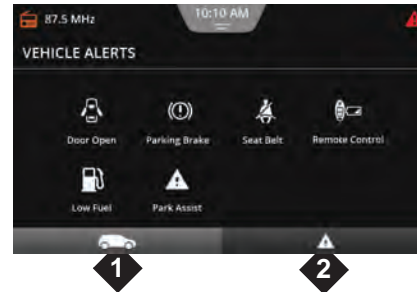 87.5 MHz
10:10 AM
VEHICLE ALERTS
Door Open
Parking Brake
Seat Belt
Remote Control
Low Fuel
Park Assist
1
2